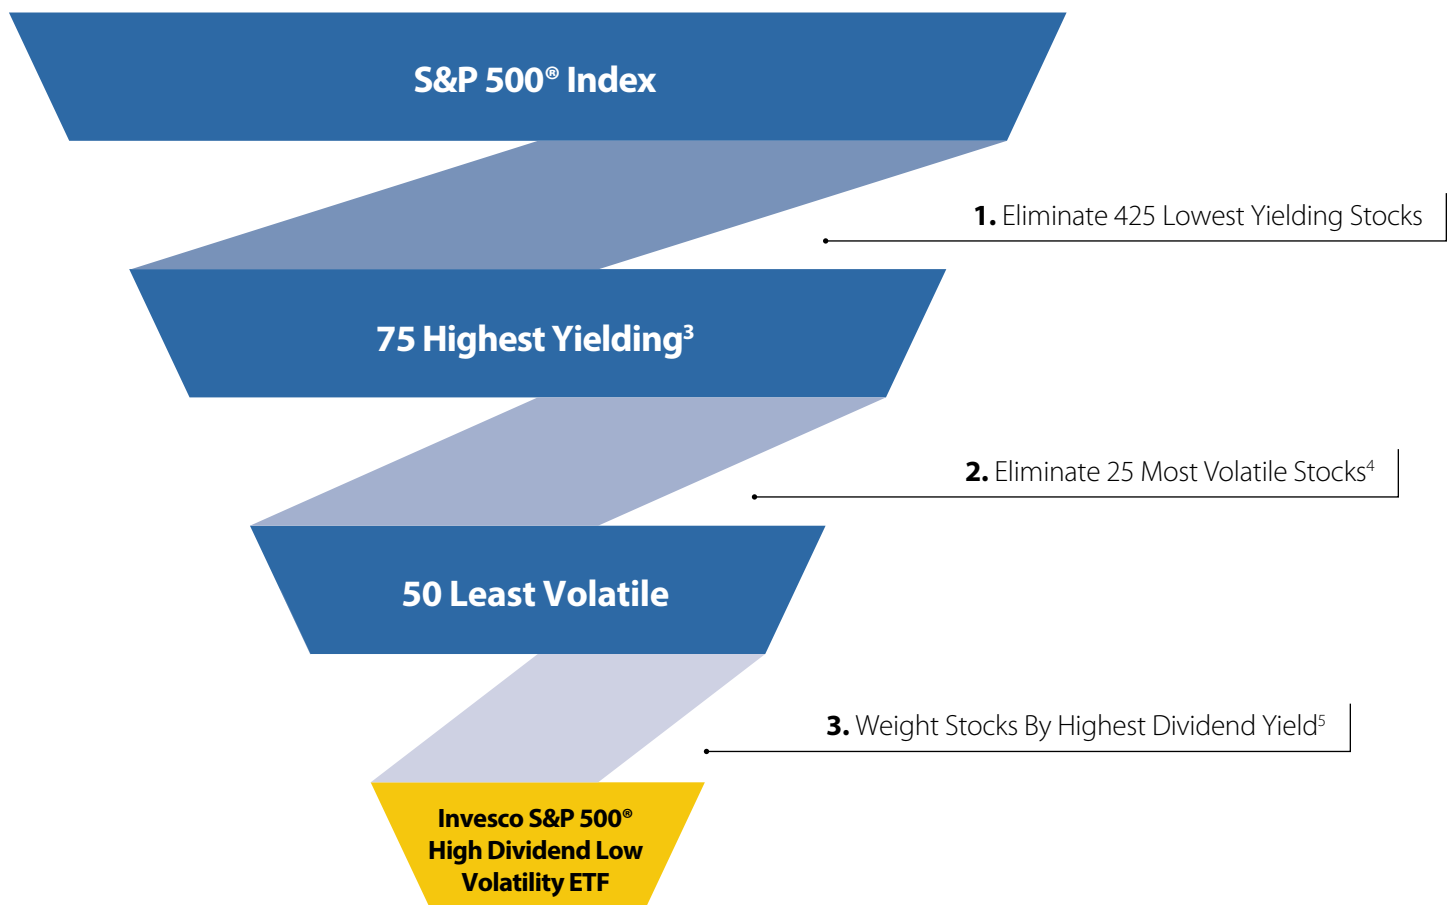 S&P 500® Index
1. Eliminate 425 Lowest Yielding Stocks
75 Highest Yielding³
2. Eliminate 25 Most Volatile Stocks⁴
50 Least Volatile
3. Weight Stocks By Highest Dividend Yield⁵
Invesco S&P 500®
High Dividend Low
Volatility ETF